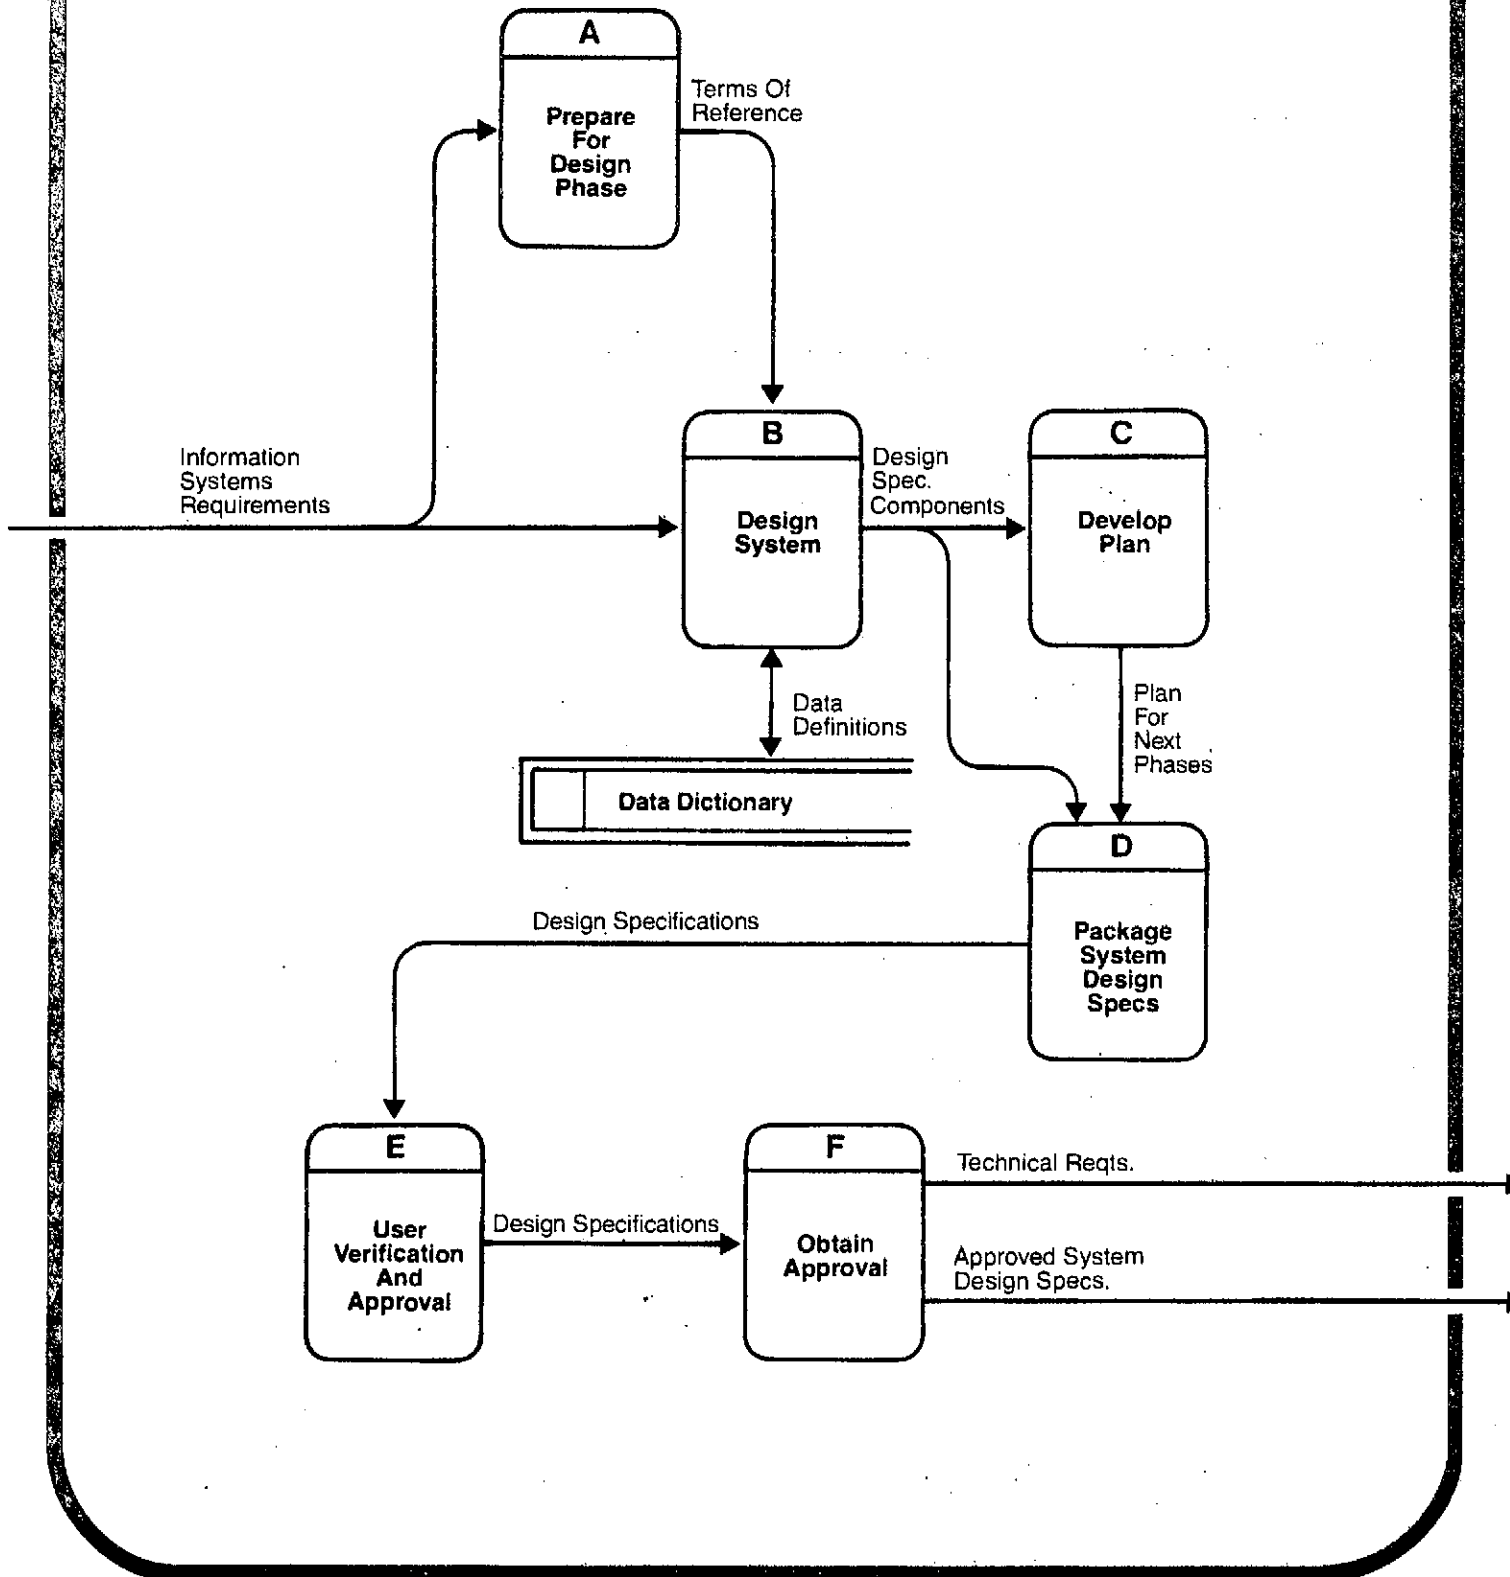 A
Prepare
For
Design
Phase
Terms Of
Reference
Information
Systems
Requirements
B
Design
System
Design
Spec.
Components
C
Develop
Plan
Data
Definitions
Plan
For
Next
Phases
Data Dictionary
D
Package
System
Design
Specs
Design Specifications
E
User
Verification
And
Approval
Design Specifications
F
Obtain
Approval
Technical Reqts.
Approved System
Design Specs.